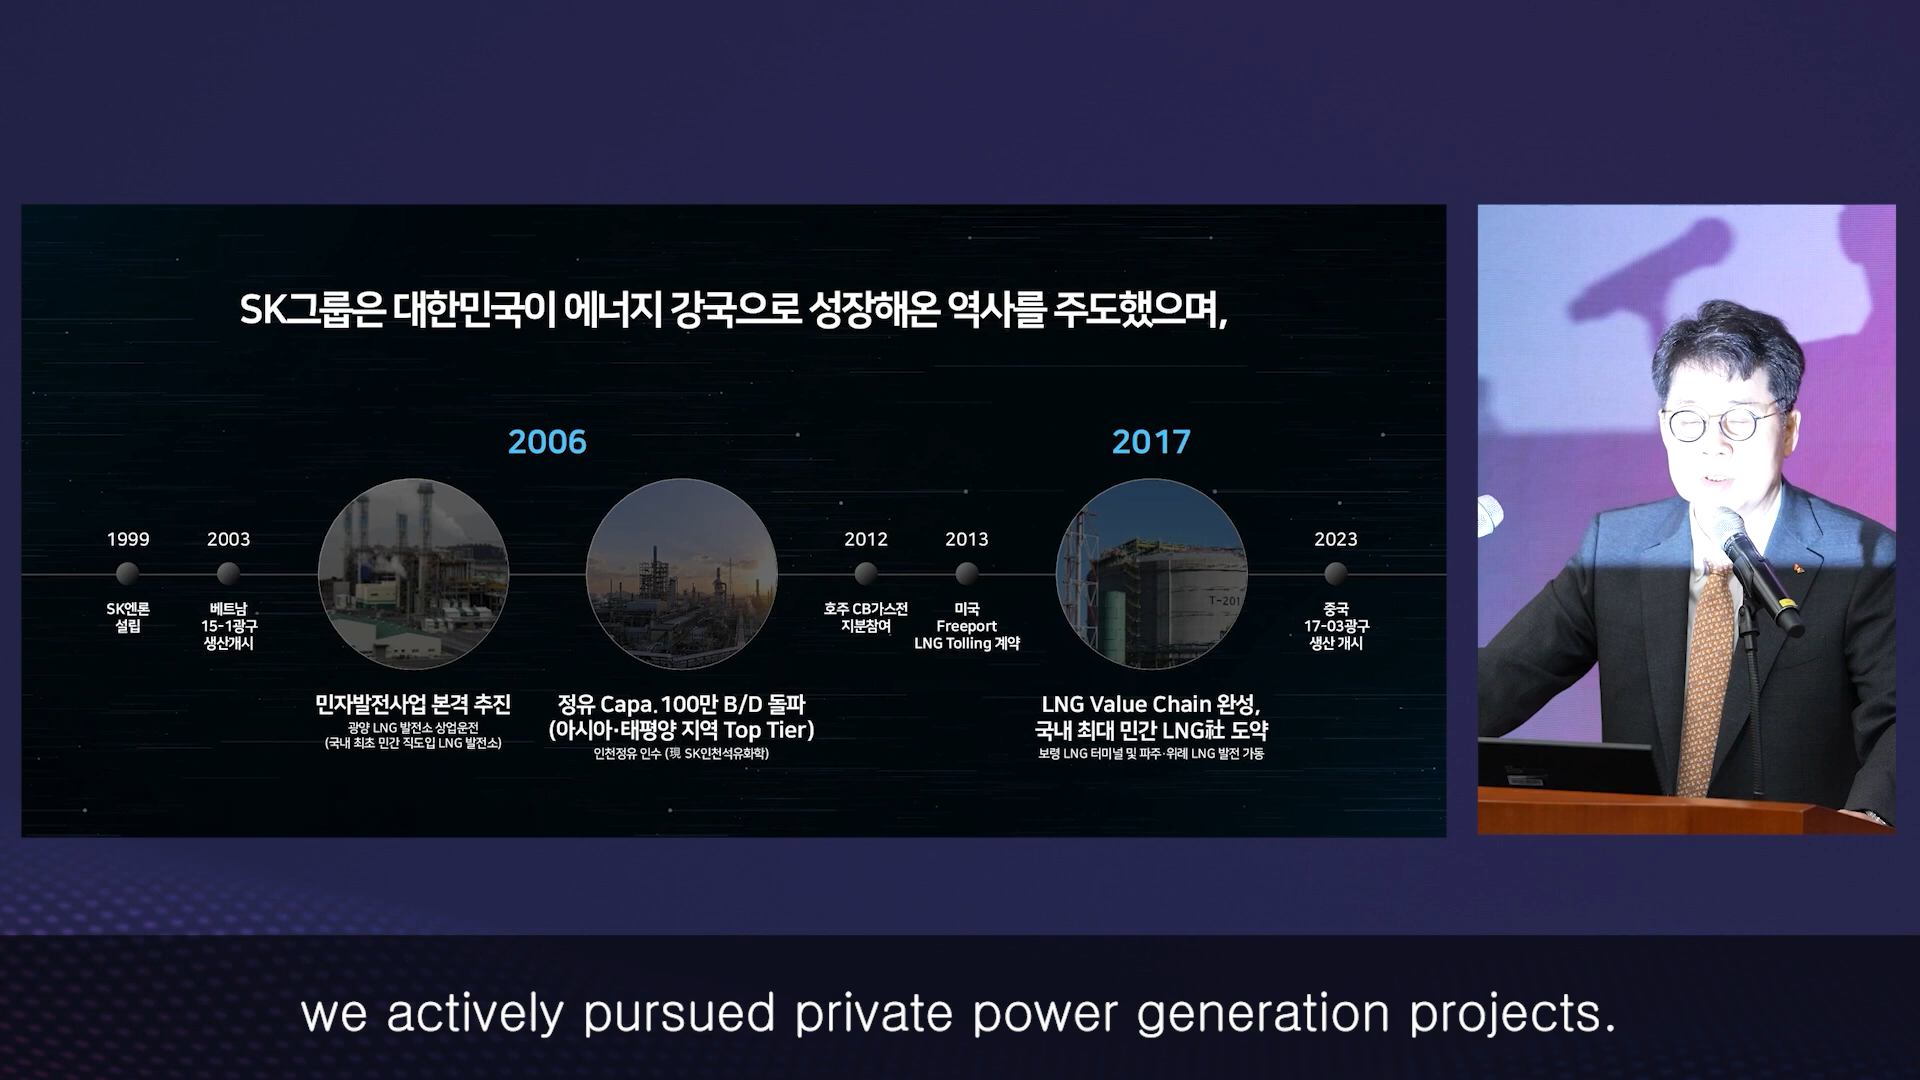 SK그룹은 대한민국이 에너지 강국으로 성장해온 역사를 주도했으며,
2006
2017
1999
SK엔론
설립
2003
베트남
15-1광구
생산개시
민자발전사업 본격 추진
광양 LNG 발전소 상업운전
(국내 최초 민간 직도입 LNG 발전소)
정유 Capa.100만 B/D 돌파
(아시아·태평양 지역 Top Tier)
인천정유 인수 (現 SK인천석유화학)
2012
호주 CB가스전
지분참여
2013
미국
Freeport
LNG Tolling 계약
T-201
LNG Value Chain 완성,
국내 최대 민간 LNG社 도약
보령 LNG 터미널 및 파주·위례 LNG 발전 가동
2023
중국
17-03광구
생산 개시
we actively pursued private power generation projects.